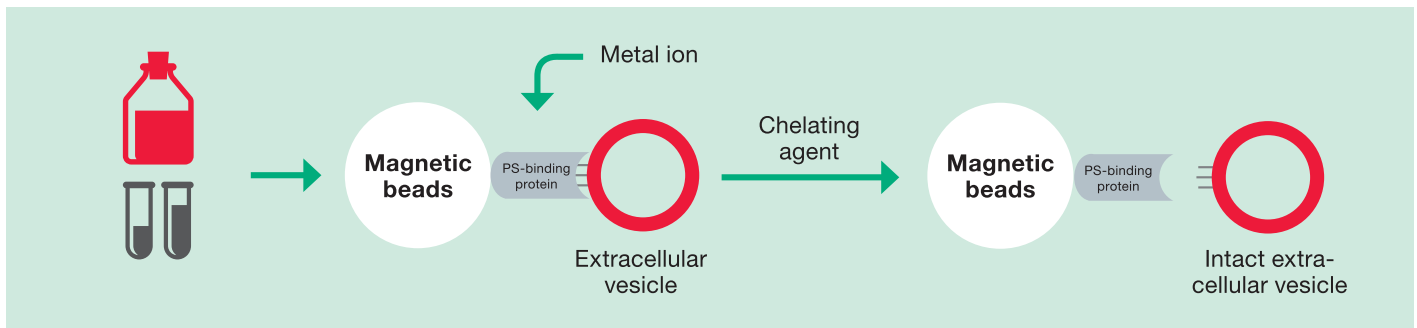 Metal ion
Magnetic
beads
PS-binding
protein
Extracellular
vesicle
Chelating
agent
Magnetic
beads
PS-binding
protein
Intact extra-
cellular vesicle